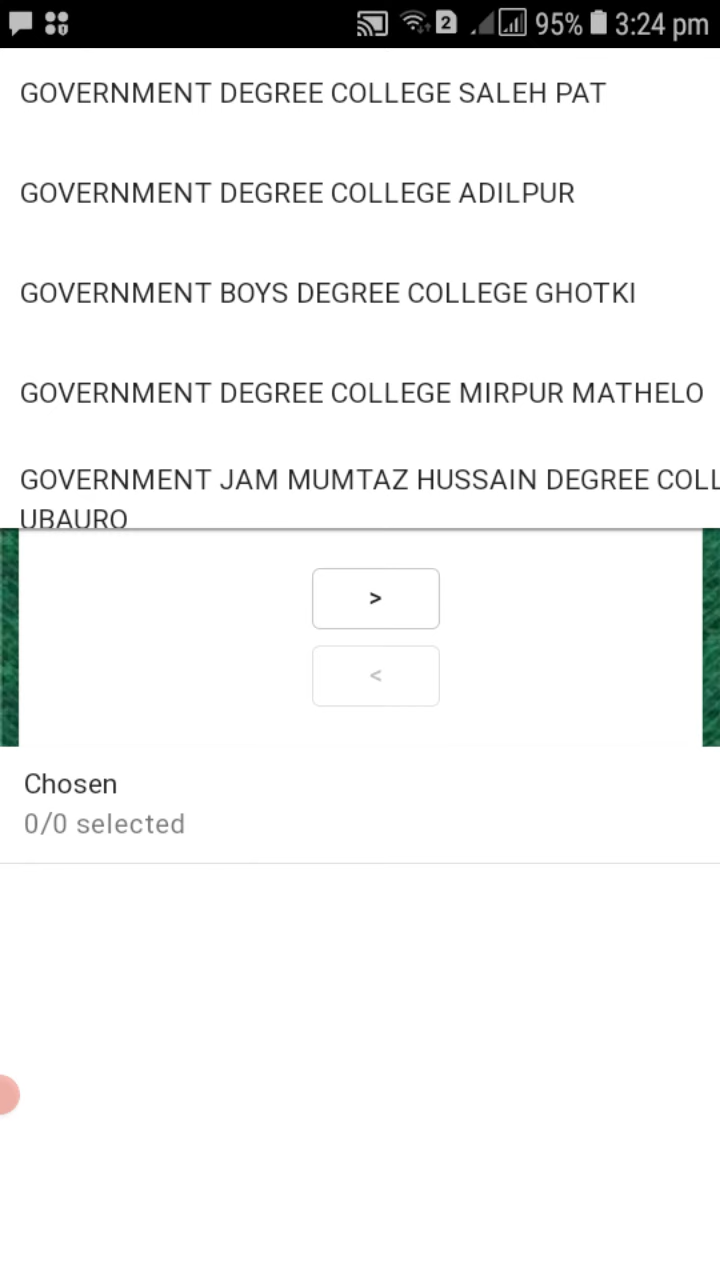 2 95% 3:24 pm
GOVERNMENT DEGREE COLLEGE SALEH PAT
GOVERNMENT DEGREE COLLEGE ADILPUR
GOVERNMENT BOYS DEGREE COLLEGE GHOTKI
GOVERNMENT DEGREE COLLEGE MIRPUR MATHELO
GOVERNMENT JAM MUMTAZ HUSSAIN DEGREE COLL
UBAURO
>
<
Chosen
0/0 selected